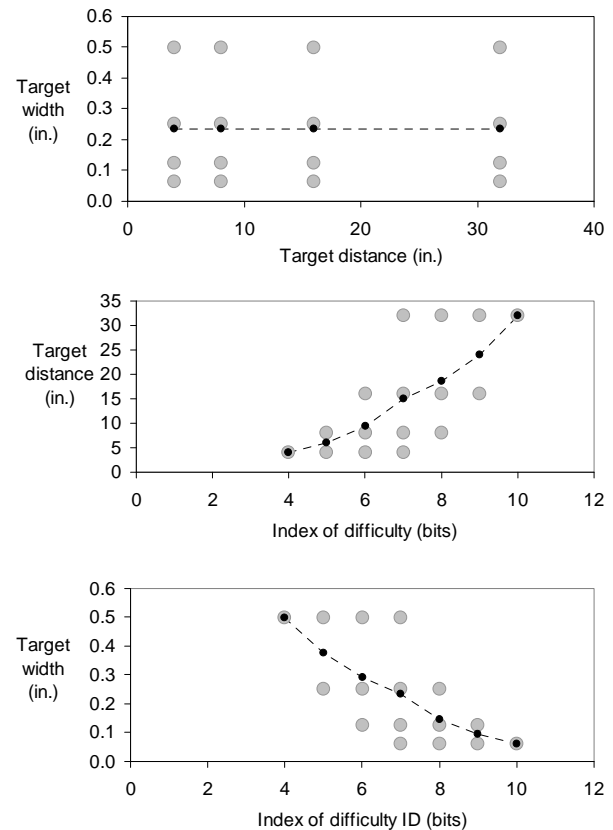 0.6
0.5
0.4
0.3
0.2
0.1
0.0
Target
width
(in.)
0 10 20 30 40
Target distance (in.)
35
30
25
20
15
10
5
0
Target
distance
(in.)
0 2 4 6 8 10 12
Index of difficulty (bits)
0.6
0.5
0.4
0.3
0.2
0.1
0.0
Target
width
(in.)
0 2 4 6 8 10 12
Index of difficulty ID (bits)